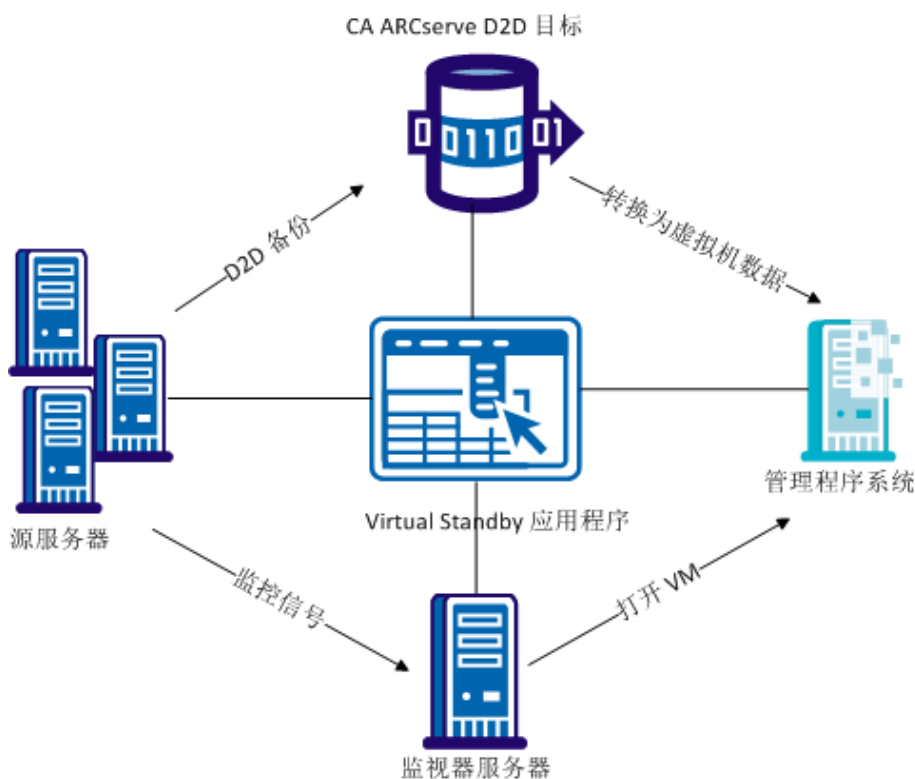 CA ARCserve D2D 目标
0 0110 01
D2D 备份
转换为虚拟机数据
源服务器
Virtual Standby 应用程序
管理程序系统
监控信号
打开 VM
监视器服务器